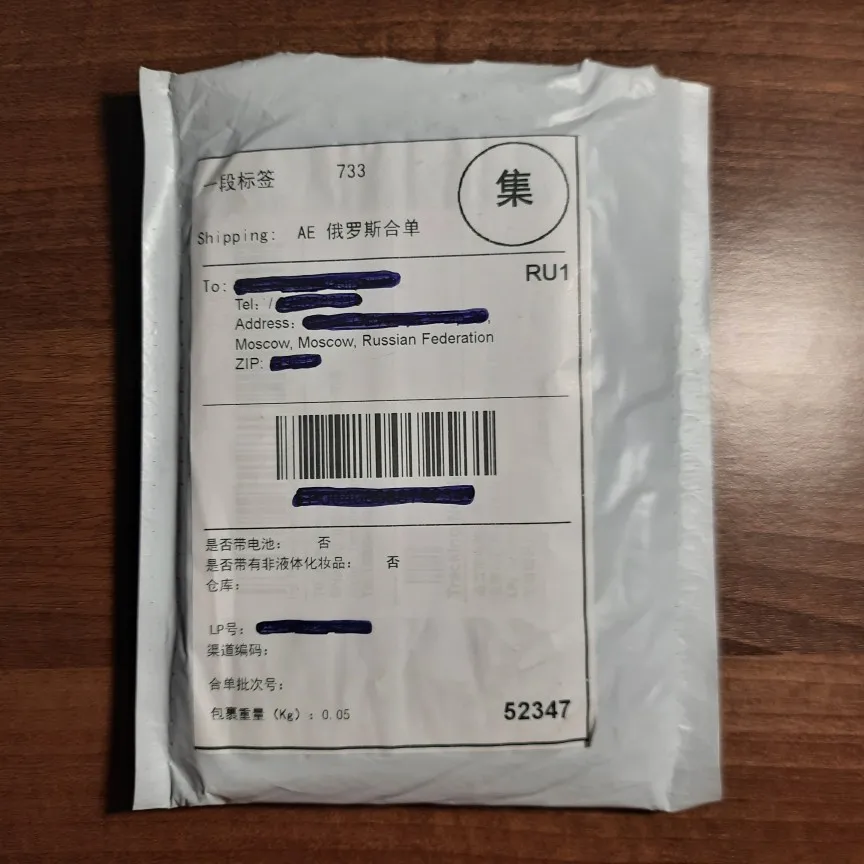 一段标签 733
集
Shipping: AE 俄罗斯合单
To: RU1
Tel: /
Address:
Moscow, Moscow, Russian Federation
ZIP:
是否带电池: 否
是否带有非液体化妆品: 否
仓库:
LP号:
渠道编码:
合单批次号:
包裹重量 (Kg) : 0.05
52347